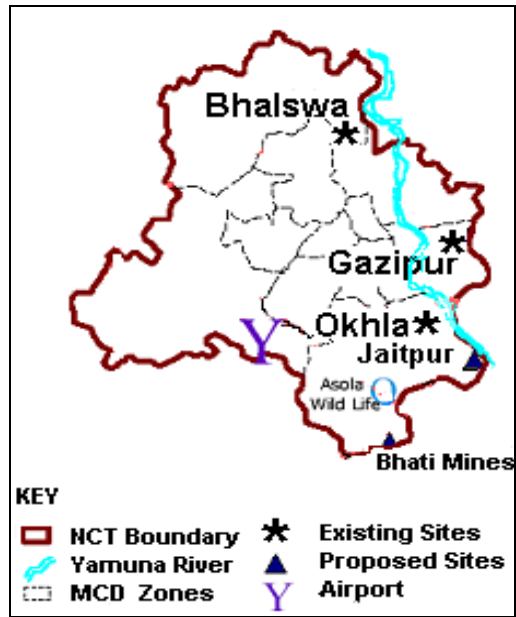 Bhalswa
Gazipur
Okhla
Jaitpur
Asola
Wild Life
Bhati Mines
KEY
NCT Boundary
Existing Sites
Yamuna River
Proposed Sites
MCD Zones
Airport